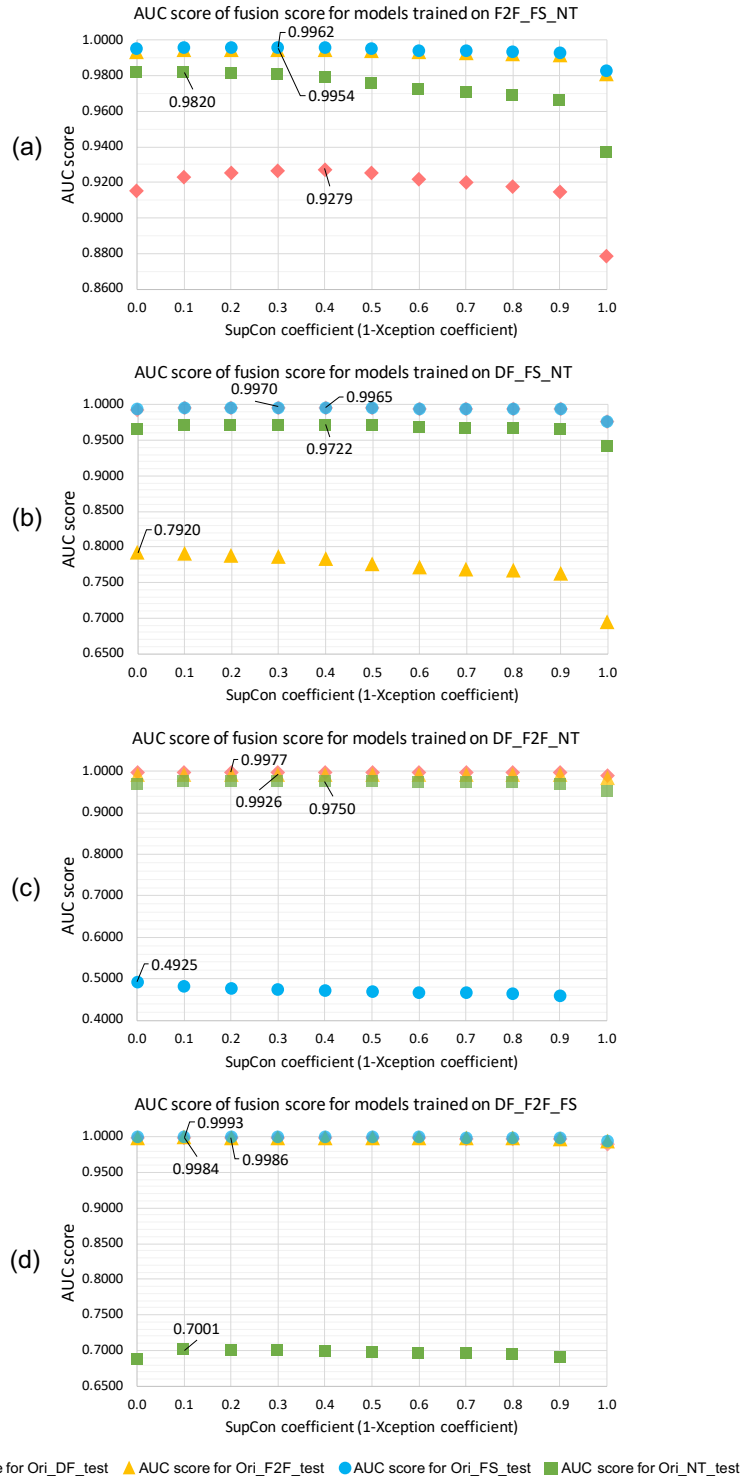 AUC score of fusion score for models trained on F2F_FS_NT
1.0000
0.9800
0.9600
0.9400
0.9200
0.9000
0.8800
0.8600
AUC score
(a)
0.9962
0.9954
0.9820
0.9279
0.0 0.1 0.2 0.3 0.4 0.5 0.6 0.7 0.8 0.9 1.0
SupCon coefficient (1-Xception coefficient)
AUC score of fusion score for models trained on DF_FS_NT
1.0000
0.9500
0.9000
0.8500
0.8000
0.7500
0.7000
0.6500
AUC score
(b)
0.9970
0.9965
0.9722
0.7920
0.0 0.1 0.2 0.3 0.4 0.5 0.6 0.7 0.8 0.9 1.0
SupCon coefficient (1-Xception coefficient)
AUC score of fusion score for models trained on DF_F2F_NT
1.0000
0.9000
0.8000
0.7000
0.6000
0.5000
0.4000
AUC score
(c)
0.9977
0.9926
0.9750
0.4925
0.0 0.1 0.2 0.3 0.4 0.5 0.6 0.7 0.8 0.9 1.0
SupCon coefficient (1-Xception coefficient)
AUC score of fusion score for models trained on DF_F2F_FS
1.0000
0.9500
0.9000
0.8500
0.8000
0.7500
0.7000
0.6500
AUC score
(d)
0.9993
0.9984
0.9986
0.7001
0.0 0.1 0.2 0.3 0.4 0.5 0.6 0.7 0.8 0.9 1.0
SupCon coefficient (1-Xception coefficient)
e for Ori_DF_test AUC score for Ori_F2F_test AUC score for Ori_FS_test AUC score for Ori_NT_test